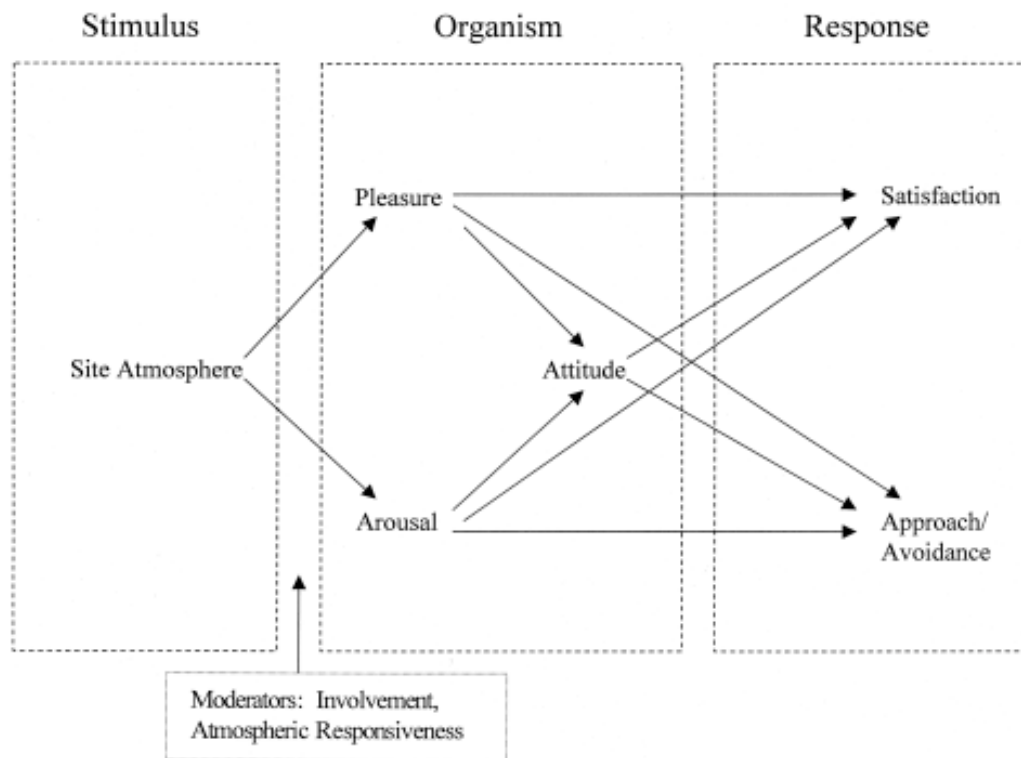 Stimulus
Organism
Response
Pleasure
Satisfaction
Site Atmosphere
Attitude
Arousal
Approach/
Avoidance
Moderators: Involvement,
Atmospheric Responsiveness